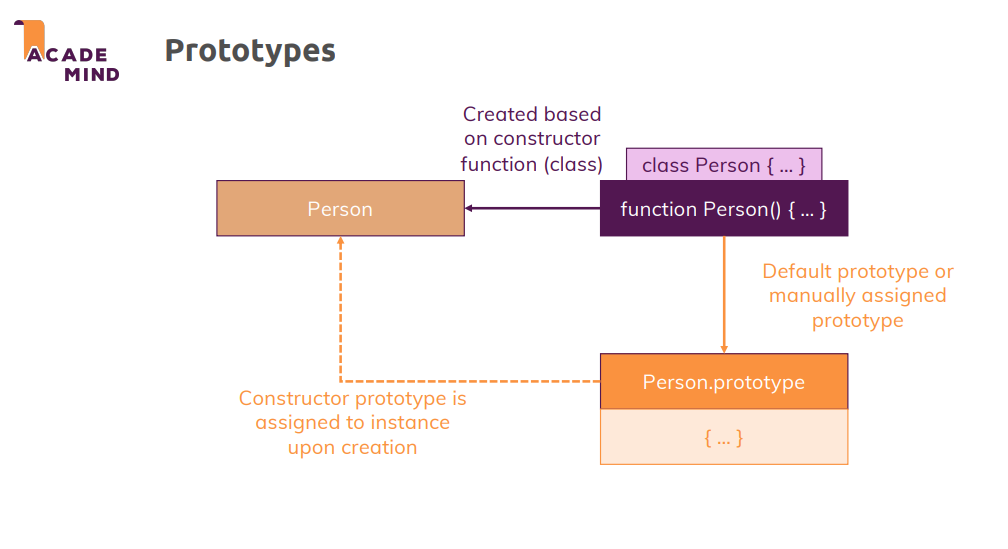 ACADE
MIND
Prototypes
Created based
on constructor
function (class)
class Person { ... }
Person
function Person() { ... }
Default prototype or
manually assigned
prototype
Person.prototype
Constructor prototype is
assigned to instance
upon creation
{ ... }